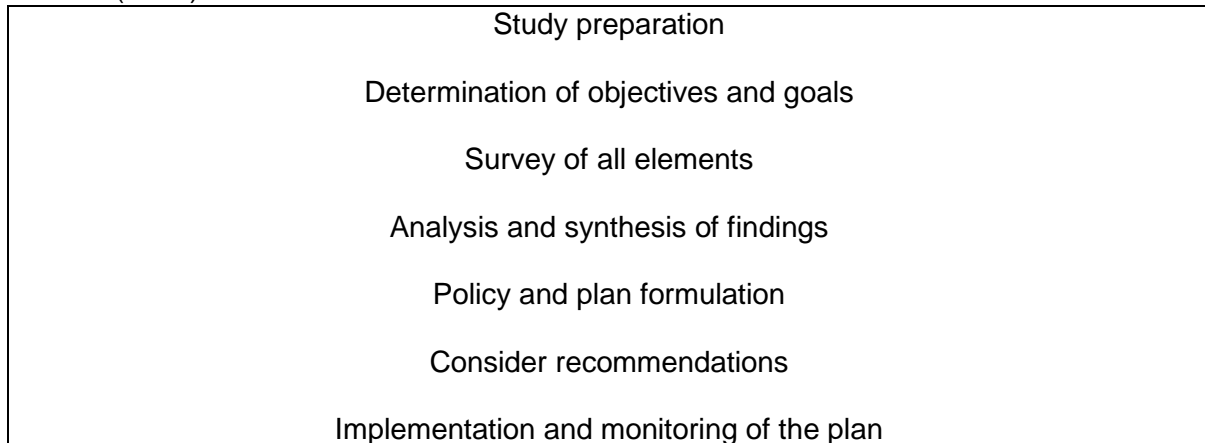 Study preparation
Determination of objectives and goals
Survey of all elements
Analysis and synthesis of findings
Policy and plan formulation
Consider recommendations
Implementation and monitoring of the plan